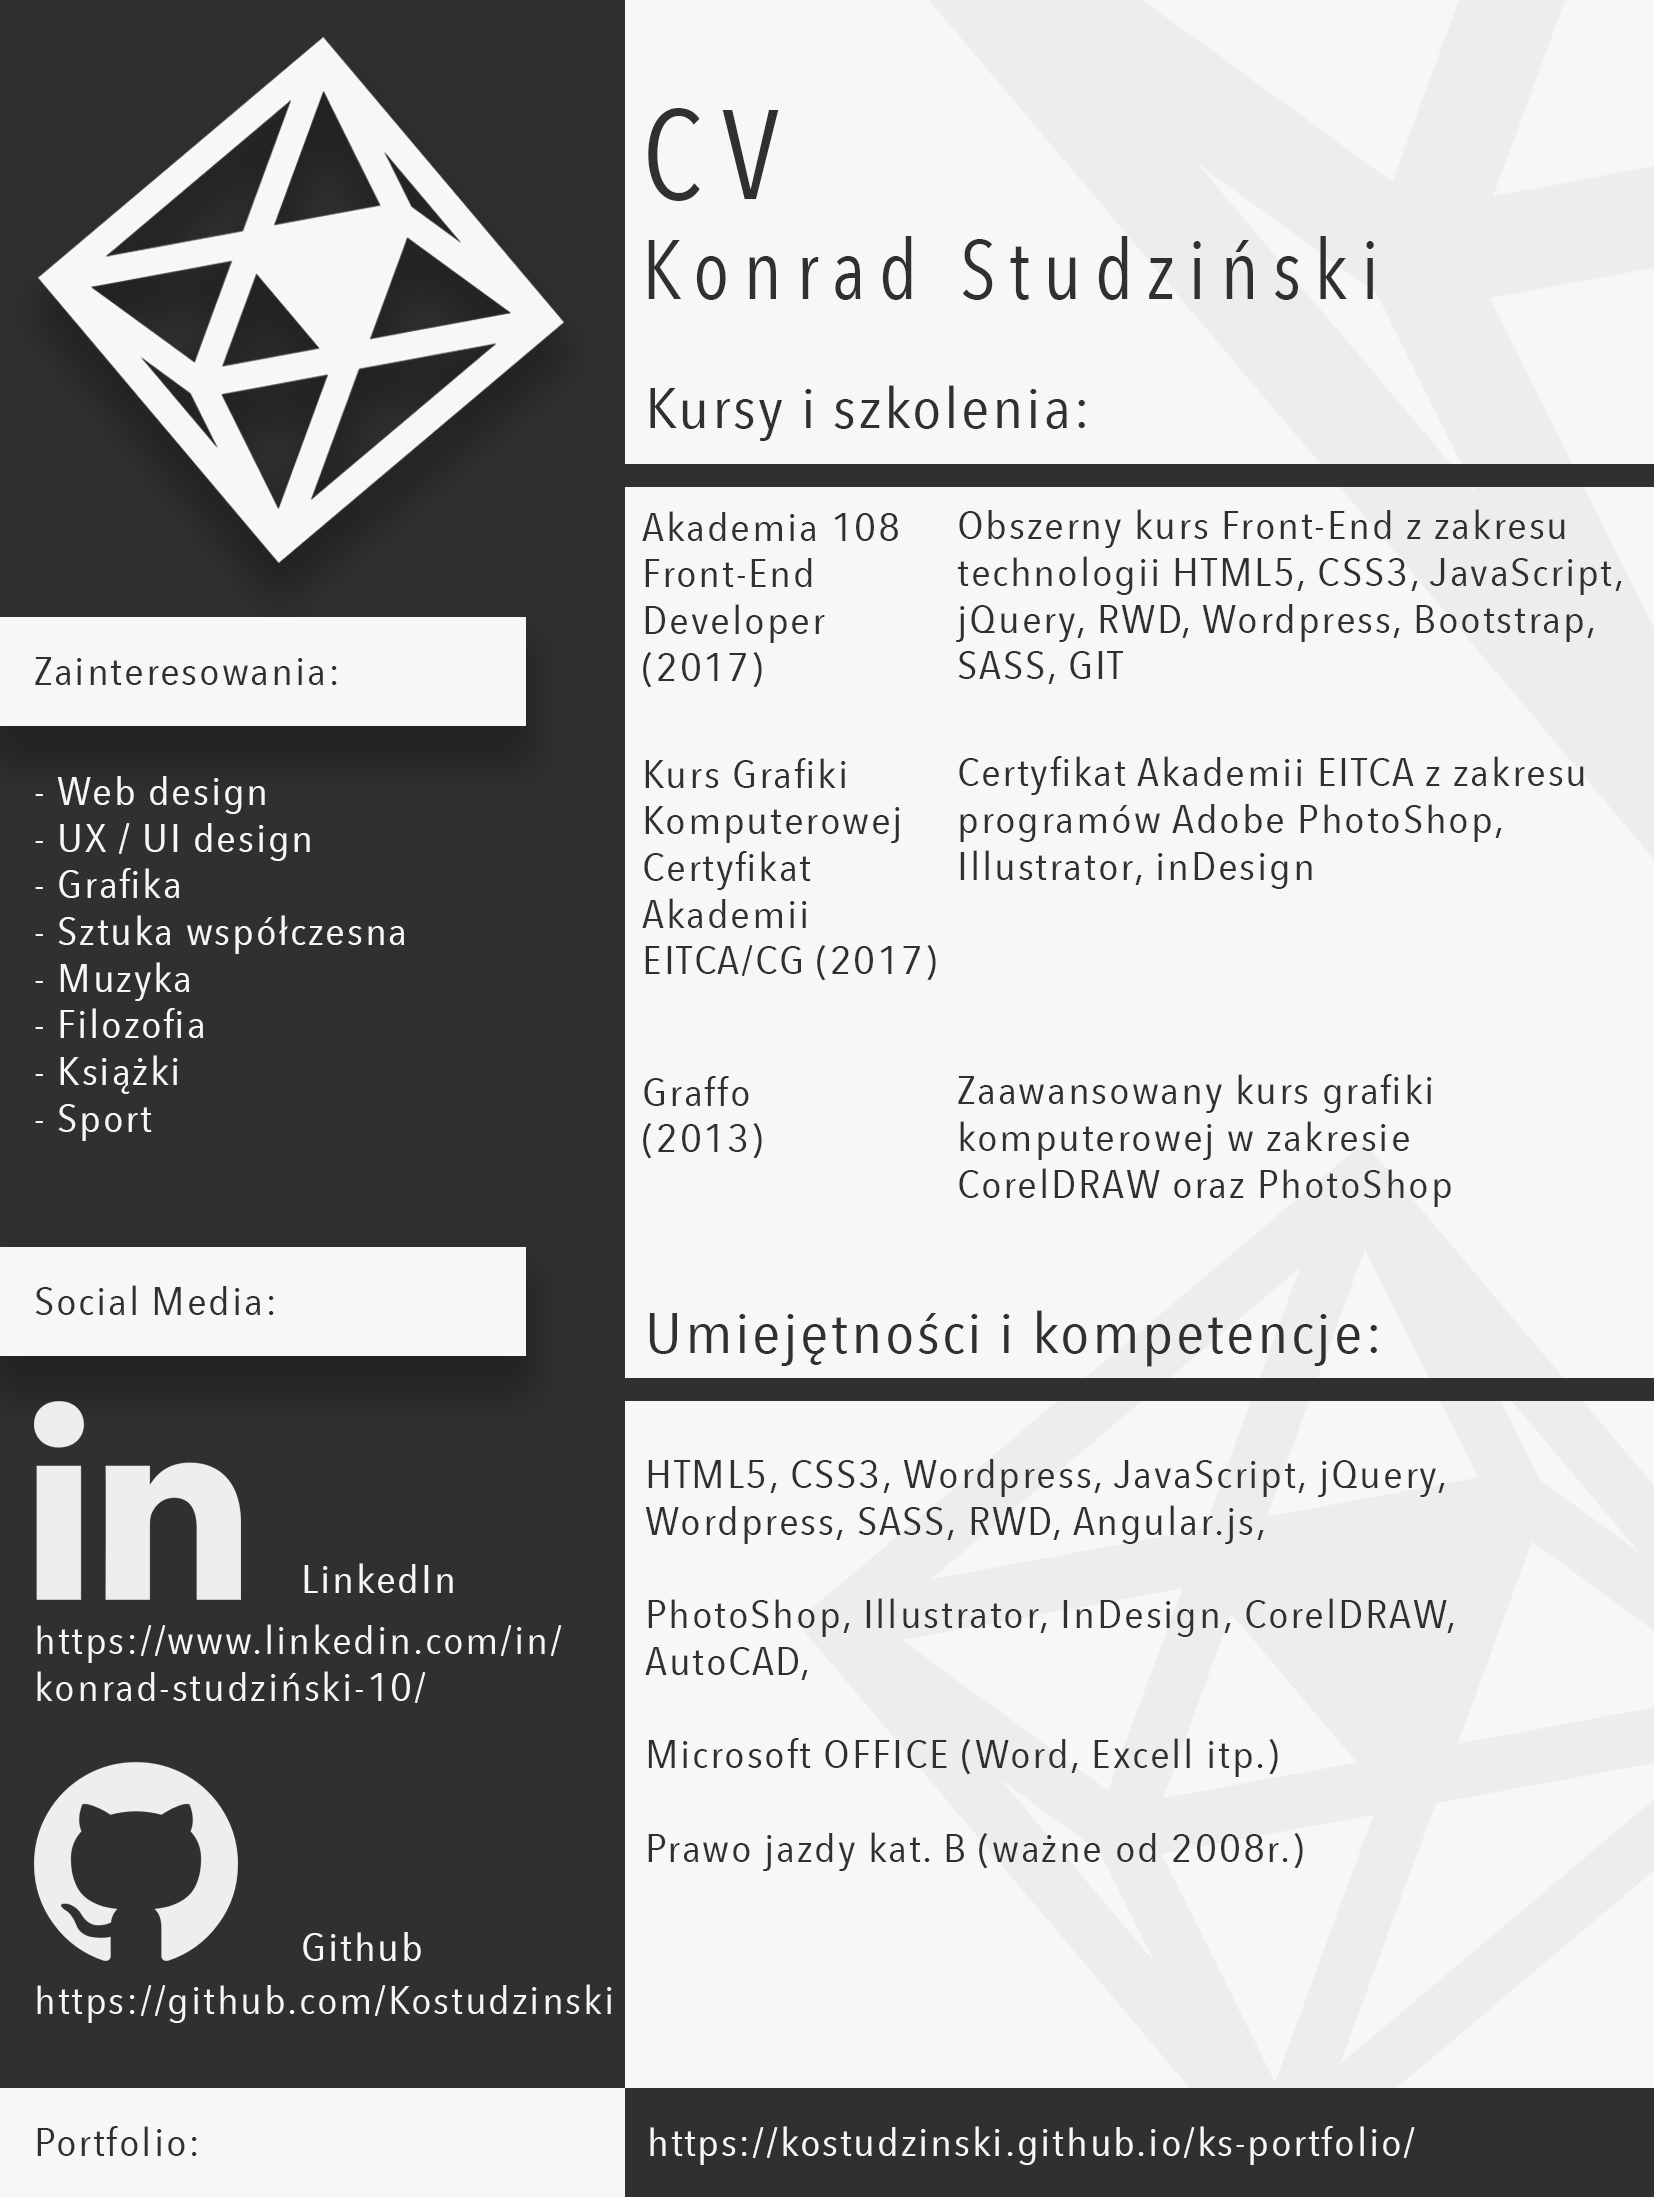 CV
Konrad Studziński
Kursy i szkolenia:
Akademia 108
Front-End
Developer
(2017)
Obszerny kurs Front-End z zakresu
technologii HTML5, CSS3, JavaScript,
jQuery, RWD, Wordpress, Bootstrap,
SASS, GIT
Kurs Grafiki
Komputerowej
Certyfikat
Akademii
EITCA/CG (2017)
Certyfikat Akademii EITCA z zakresu
programów Adobe PhotoShop,
Illustrator, inDesign
Graffo
(2013)
Zaawansowany kurs grafiki
komputerowej w zakresie
CorelDRAW oraz PhotoShop
Umiejętności i kompetencje:
HTML5, CSS3, Wordpress, JavaScript, jQuery,
Wordpress, SASS, RWD, Angular.js,
PhotoShop, Illustrator, InDesign, CorelDRAW,
AutoCAD,
Microsoft OFFICE (Word, Excell itp.)
Prawo jazdy kat. B (ważne od 2008r.)
Zainteresowania:
- Web design
- UX / UI design
- Grafika
- Sztuka współczesna
- Muzyka
- Filozofia
- Książki
- Sport
Social Media:
in
LinkedIn
https://www.linkedin.com/in/
konrad-studziński-10/
Github
https://github.com/Kostudzinski
Portfolio:
https://kostudzinski.github.io/ks-portfolio/